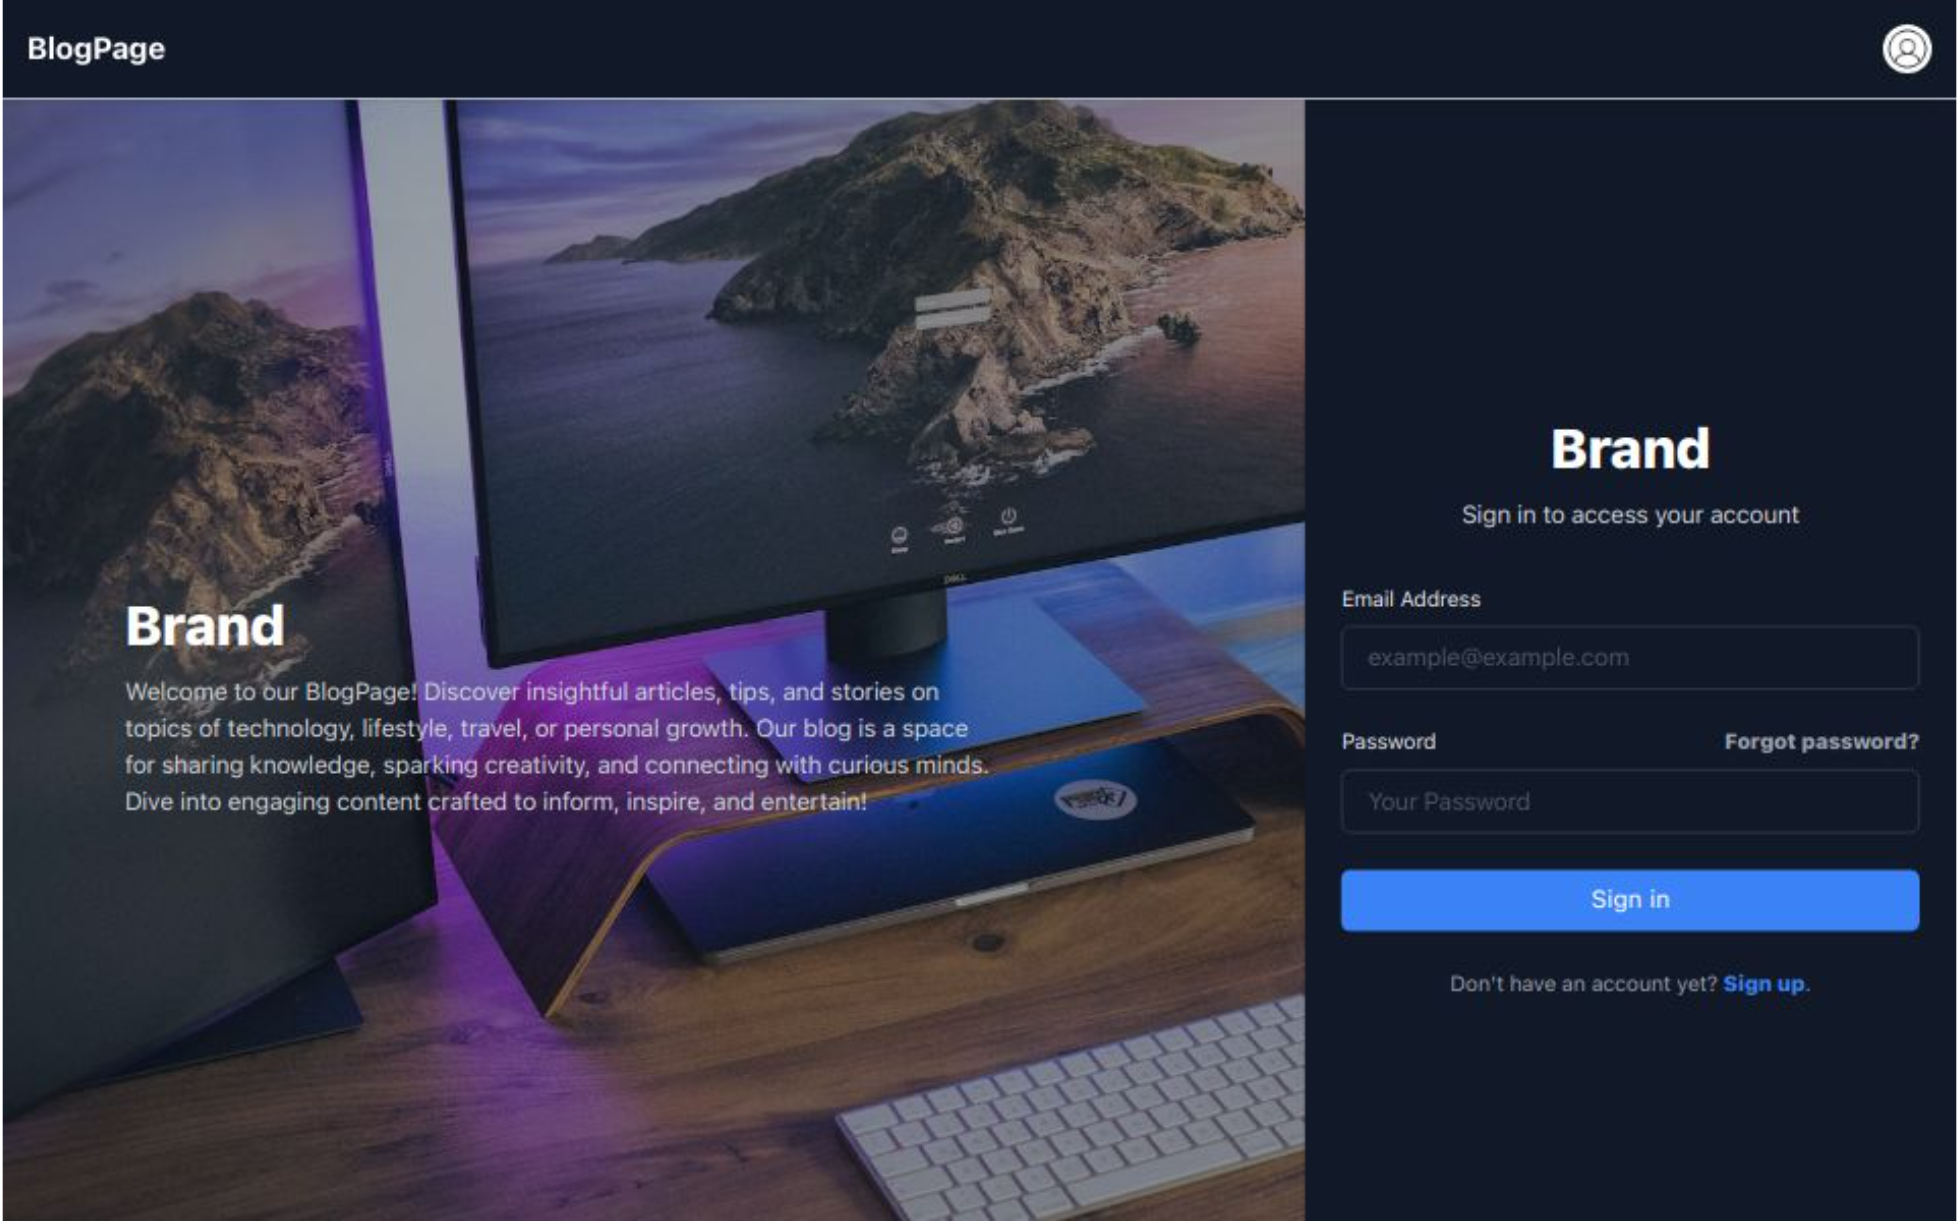 BlogPage
Brand
Welcome to our BlogPage! Discover insightful articles, tips, and stories on
topics of technology, lifestyle, travel, or personal growth. Our blog is a space
for sharing knowledge, sparking creativity, and connecting with curious minds.
Dive into engaging content crafted to inform, inspire, and entertain!
DELL
Brand
Sign in to access your account
Email Address
example@example.com
Password
Forgot password?
Your Password
Sign in
Don't have an account yet? Sign up.